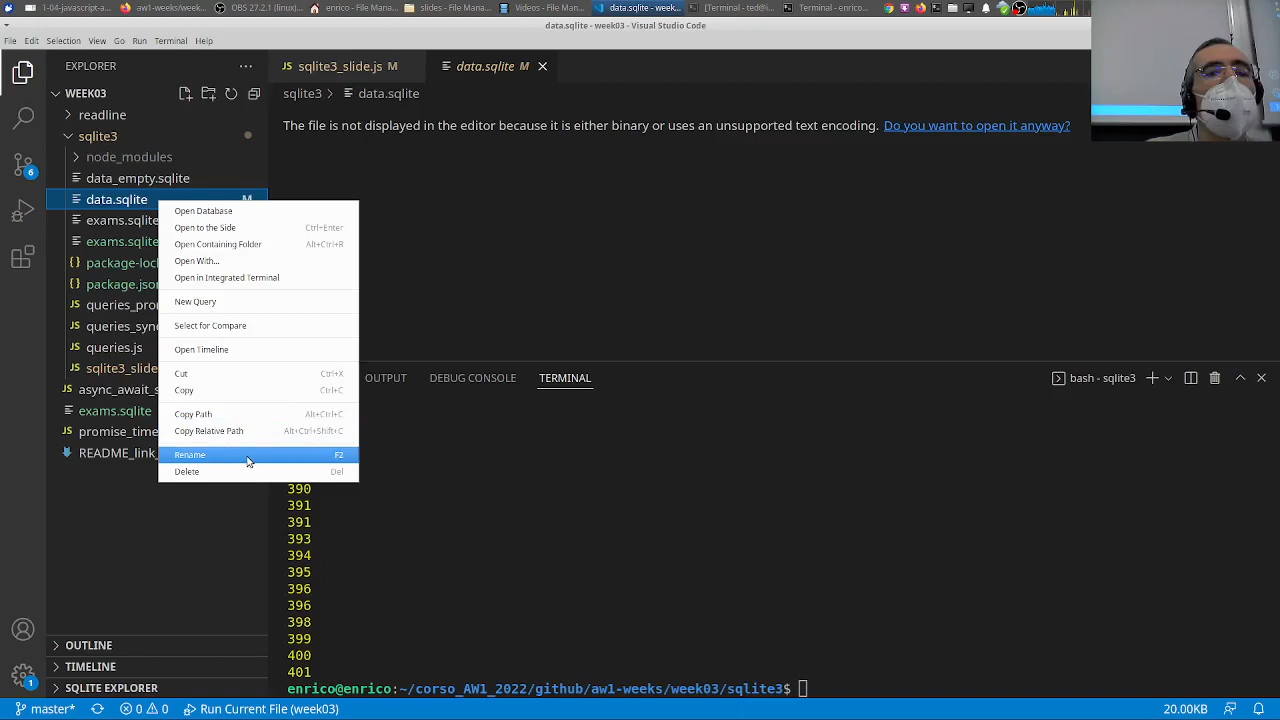 1-04-javascript-a...
aw1-weeks/week...
OBS 27.2.1 (linux)...
enrico - File Mana...
slides - File Mana...
Videos - File Mana...
data.sqlite - week...
[Terminal - ted@e...
Terminal - enrico...
data.sqlite - week03 - Visual Studio Code
File Edit Selection View Go Run Terminal Help
EXPLORER
sqlite3_slide.js M
data.sqlite M
WEEK03
sqlite3 > data.sqlite
readline
The file is not displayed in the editor because it is either binary or uses an unsupported text encoding. Do you want to open it anyway?
sqlite3
node_modules
data_empty.sqlite
data.sqlite M
exams.sqlite
exams.sqlite
package-loc
package.json
queries_pro
queries_syn
queries.js
sqlite3_slide
async_await_s
exams.sqlite
promise_time
README_link_
6
Open Database
Open to the Side Ctrl+Enter
Open Containing Folder Alt+Ctrl+R
Open With...
Open in Integrated Terminal
New Query
Select for Compare
Open Timeline
Cut Ctrl+X
Copy Ctrl+C
Copy Path Alt+Ctrl+C
Copy Relative Path Alt+Ctrl+Shift+C
Rename F2
Delete Del
OUTPUT DEBUG CONSOLE TERMINAL
bash - sqlite3
390
391
391
393
394
395
396
396
398
399
400
401
enrico@enrico:~/corso_AW1_2022/github/aw1-weeks/week03/sqlite3$
OUTLINE
TIMELINE
SQLITE EXPLORER
1
master* 0 0 Run Current File (week03) 20.00KB